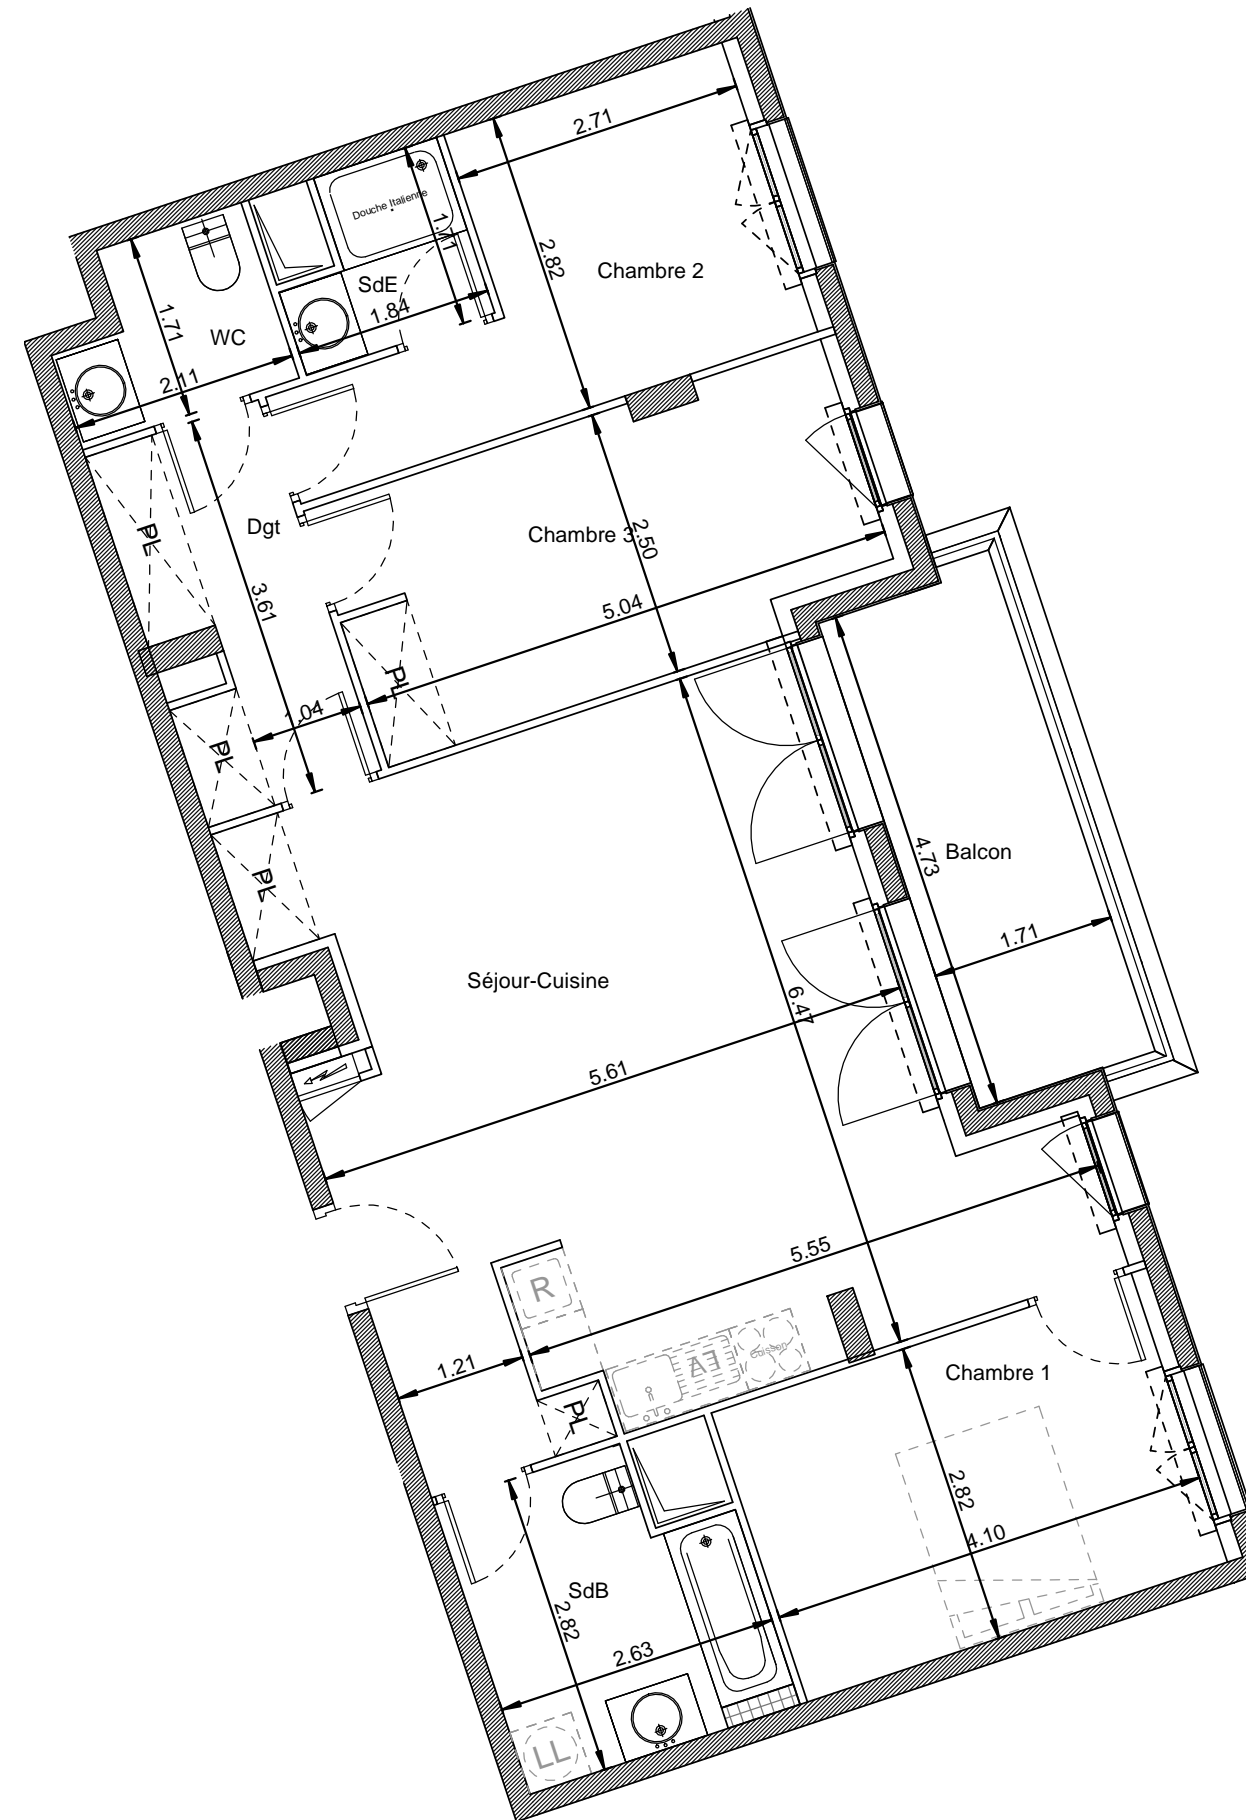 2.71
Douche Italienne
1.71
2.82
Chambre 2
SdE
1.84
1.71
WC
2.11
Dgt
PL
Chambre 3
2.50
3.61
5.04
PL
1.04
PL
4.73
Balcon
PL
1.71
Séjour-Cuisine
6.47
5.61
5.55
R
1.21
LV
Cuisson
Chambre 1
PL
2.82
4.10
SdB
2.82
2.63
LL